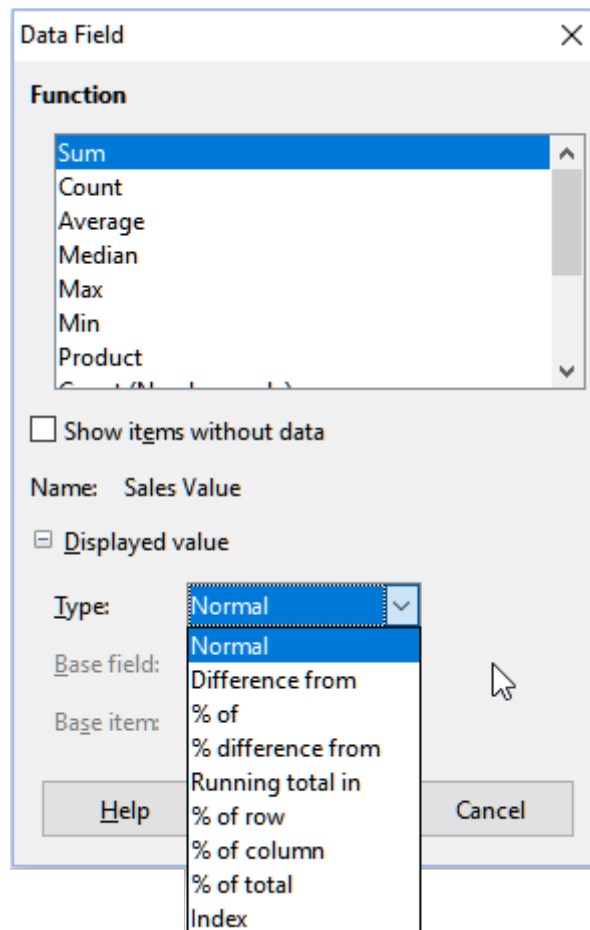 Data Field
Function
Sum
Count
Average
Median
Max
Min
Product
Show items without data
Name: Sales Value
Displayed value
Type: Normal
Normal
Base field:
Difference from
% of
Base item:
% difference from
Running total in
Help
% of row
Cancel
% of column
% of total
Index